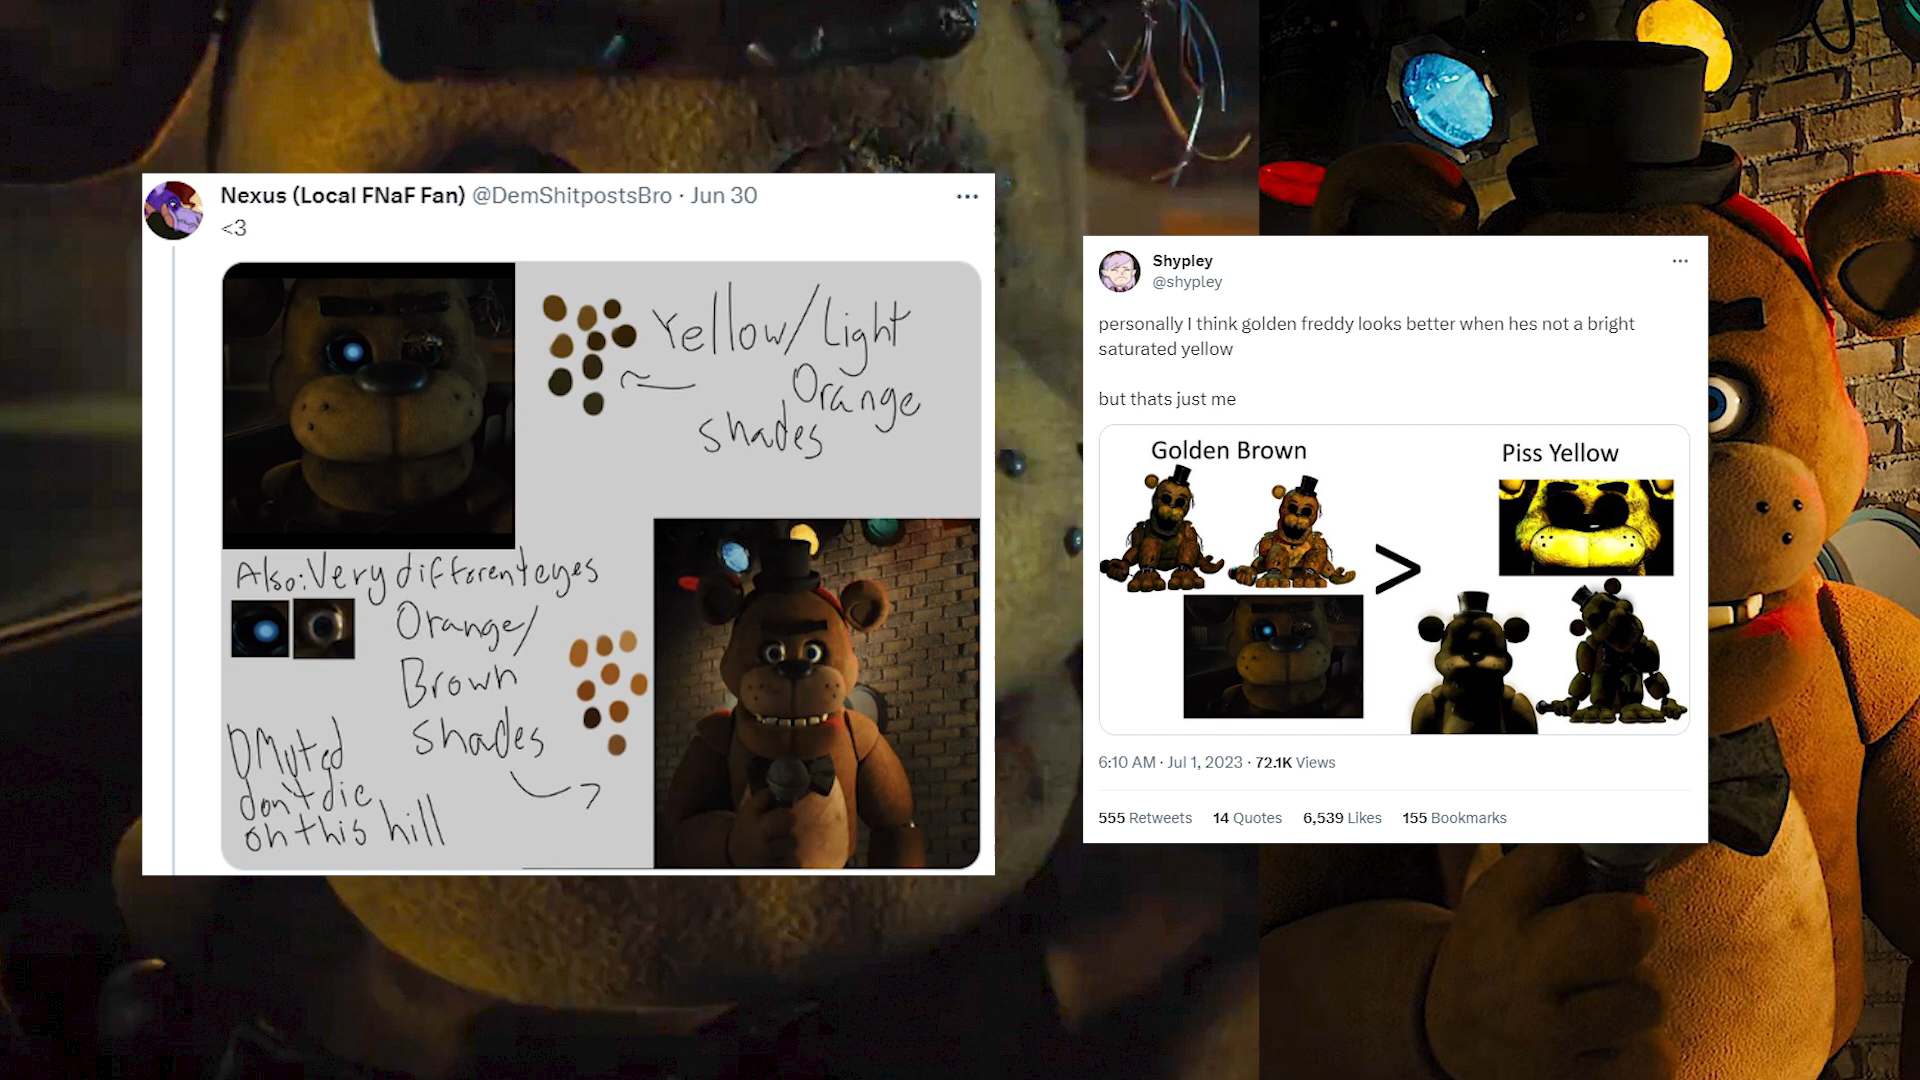 Nexus (Local FNaF Fan) @DemShitpostsBro · Jun 30
<3
Yellow/Light
Orange
shades
Also: Very different eyes
Orange/
Brown
shades
DMuted
don't die
on this hill
Shypley
@shypley
personally I think golden freddy looks better when hes not a bright
saturated yellow
but thats just me
Golden Brown
Piss Yellow
>
6:10 AM · Jul 1, 2023 · 72.1K Views
555 Retweets 14 Quotes 6,539 Likes 155 Bookmarks